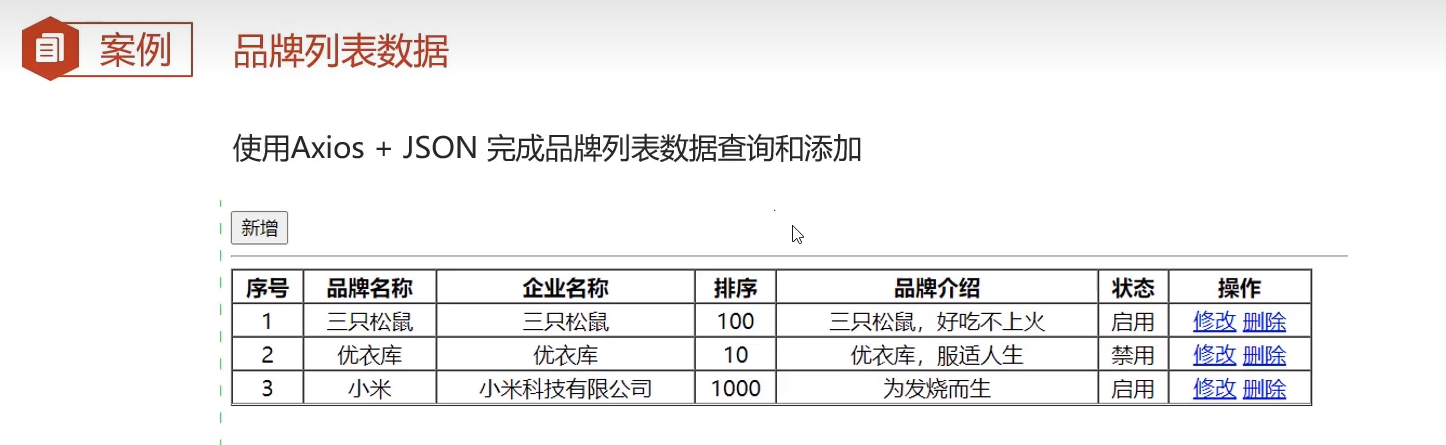 案例 品牌列表数据
使用Axios + JSON 完成品牌列表数据查询和添加
新增
序号 品牌名称 企业名称 排序 品牌介绍 状态 操作
1 三只松鼠 三只松鼠 100 三只松鼠，好吃不上火 启用 修改 删除
2 优衣库 优衣库 10 优衣库，服适人生 禁用 修改 删除
3 小米 小米科技有限公司 1000 为发烧而生 启用 修改 删除